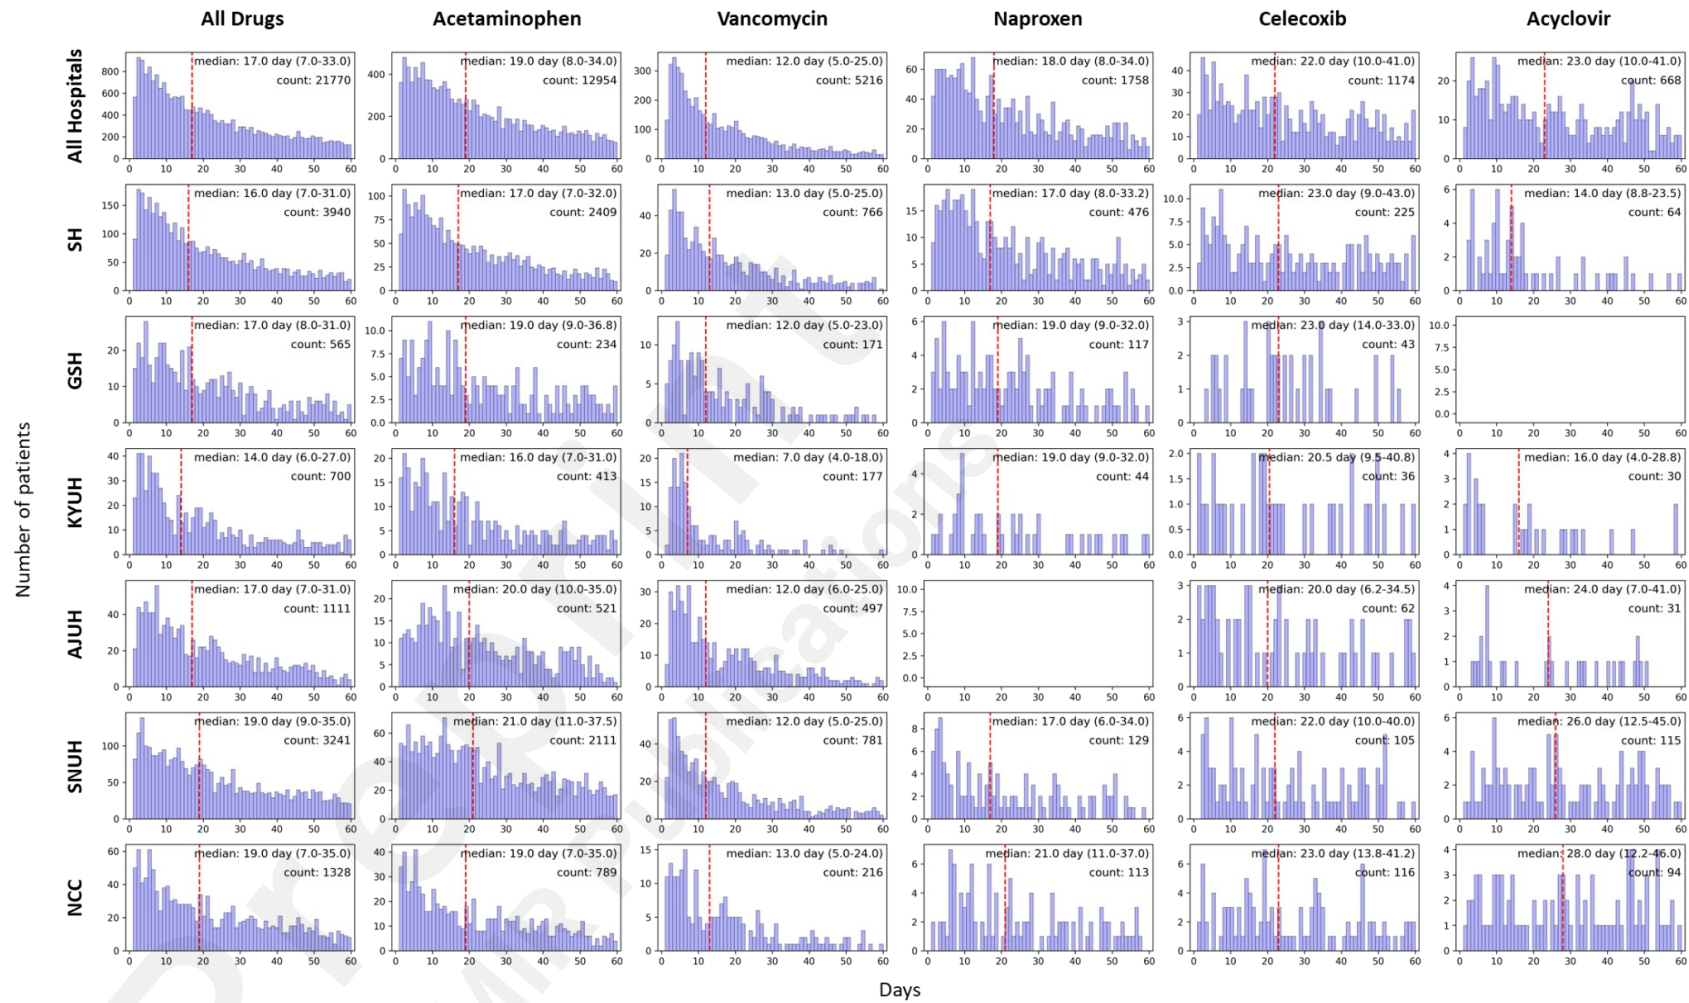 All Drugs Acetaminophen Vancomycin Naproxen Celecoxib Acyclovir
Number of patients
All Hospitals
median: 17.0 day (7.0-33.0)
count: 21770
median: 19.0 day (8.0-34.0)
count: 12954
median: 12.0 day (5.0-25.0)
count: 5216
median: 18.0 day (8.0-34.0)
count: 1758
median: 22.0 day (10.0-41.0)
count: 1174
median: 23.0 day (10.0-41.0)
count: 668
SH
median: 16.0 day (7.0-31.0)
count: 3940
median: 17.0 day (7.0-32.0)
count: 2409
median: 13.0 day (5.0-25.0)
count: 766
median: 17.0 day (8.0-33.2)
count: 476
median: 23.0 day (9.0-43.0)
count: 225
median: 14.0 day (8.8-23.5)
count: 64
GSH
median: 17.0 day (8.0-31.0)
count: 565
median: 19.0 day (9.0-36.8)
count: 234
median: 12.0 day (5.0-23.0)
count: 171
median: 19.0 day (9.0-32.0)
count: 117
median: 23.0 day (14.0-33.0)
count: 43
KYUH
median: 14.0 day (6.0-27.0)
count: 700
median: 16.0 day (7.0-31.0)
count: 413
median: 7.0 day (4.0-18.0)
count: 177
median: 19.0 day (9.0-32.0)
count: 44
median: 20.5 day (9.5-40.8)
count: 36
median: 16.0 day (4.0-28.8)
count: 30
AJUH
median: 17.0 day (7.0-31.0)
count: 1111
median: 20.0 day (10.0-35.0)
count: 521
median: 12.0 day (6.0-25.0)
count: 497
median: 20.0 day (6.2-34.5)
count: 62
median: 24.0 day (7.0-41.0)
count: 31
SNUH
median: 19.0 day (9.0-35.0)
count: 3241
median: 21.0 day (11.0-37.5)
count: 2111
median: 12.0 day (5.0-25.0)
count: 781
median: 17.0 day (6.0-34.0)
count: 129
median: 22.0 day (10.0-40.0)
count: 105
median: 26.0 day (12.5-45.0)
count: 115
NCC
median: 19.0 day (7.0-35.0)
count: 1328
median: 19.0 day (7.0-35.0)
count: 789
median: 13.0 day (5.0-24.0)
count: 216
median: 21.0 day (11.0-37.0)
count: 113
median: 23.0 day (13.8-41.2)
count: 116
median: 28.0 day (12.2-46.0)
count: 94
0 10 20 30 40 50 60
Days
Preprint
JMIR Publications